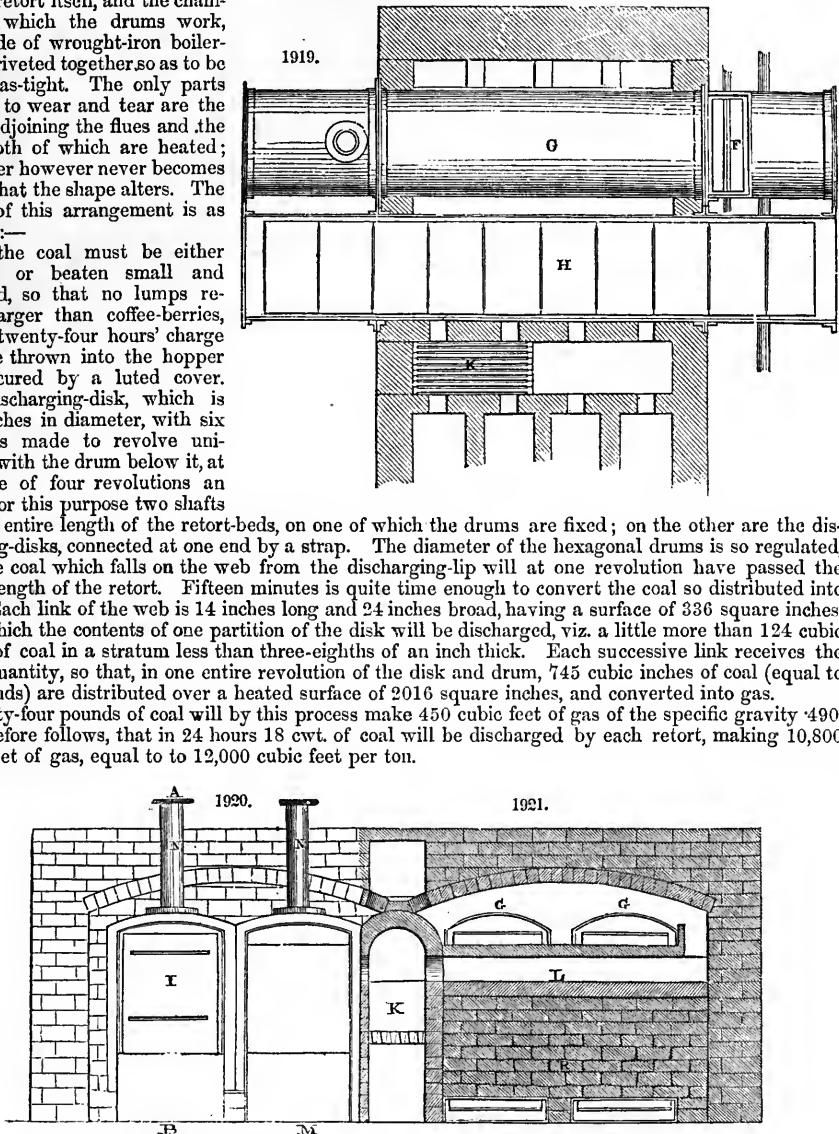 retort itself, and the cham-
which the drums work,
de of wrought-iron boiler-
riveted together,so as to be
as-tight. The only parts
to wear and tear are the
djoining the flues and .the
oth of which are heated;
er however never becomes
hat the shape alters. The
of this arrangement is as
:—
the coal must be either
or beaten small and
d, so that no lumps re-
arger than coffee-berries,
twenty-four hours' charge
e thrown into the hopper
cured by a luted cover.
scharging-disk, which is
ches in diameter, with six
s made to revolve uni-
with the drum below it, at
e of four revolutions an
or this purpose two shafts
1919.
G
F
H
K
entire length of the retort-beds, on one of which the drums are fixed; on the other are the dis-
g-disks, connected at one end by a strap. The diameter of the hexagonal drums is so regulated,
e coal which falls on the web from the discharging-lip will at one revolution have passed the
ength of the retort. Fifteen minutes is quite time enough to convert the coal so distributed into
Each link of the web is 14 inches long and 24 inches broad, having a surface of 336 square inches
hich the contents of one partition of the disk will be discharged, viz. a little more than 124 cubic
of coal in a stratum less than three-eighths of an inch thick. Each successive link receives the
uantity, so that, in one entire revolution of the disk and drum, 745 cubic inches of coal (equal to
nds) are distributed over a heated surface of 2016 square inches, and converted into gas.
ty-four pounds of coal will by this process make 450 cubic feet of gas of the specific gravity ·490
efore follows, that in 24 hours 18 cwt. of coal will be discharged by each retort, making 10,800
et of gas, equal to to 12,000 cubic feet per ton.
A
1920.
1921.
N
N
G
G
I
K
L
B
M